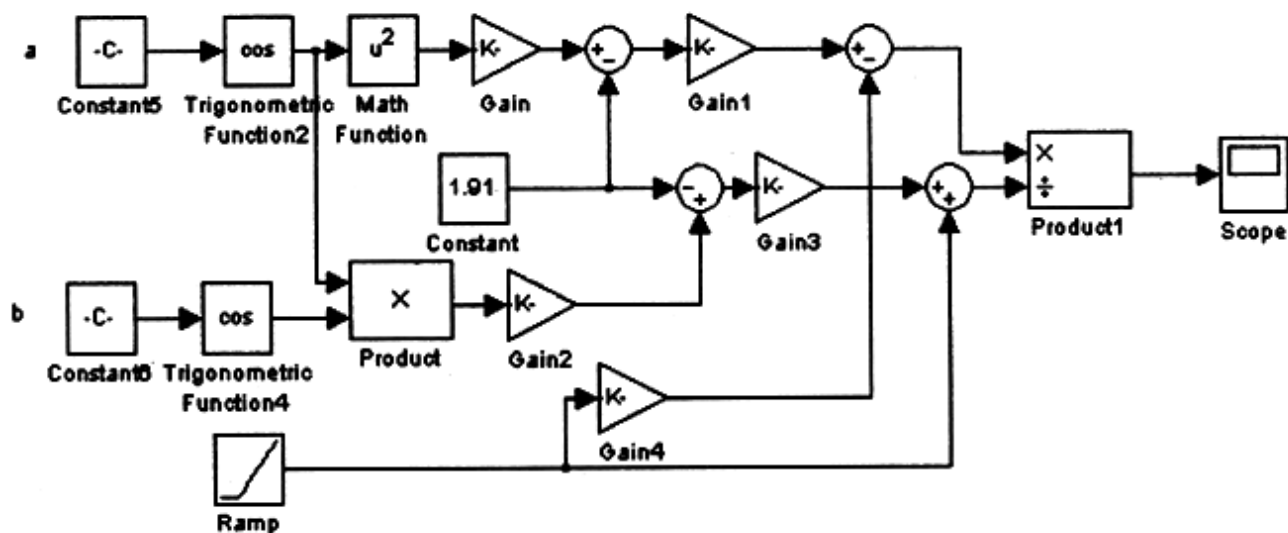 a
-C-
cos
u2
K-
+
-
K-
+
-
Constant5
Trigonometric
Function2
Math
Function
Gain
Gain1
1.91
-
+
K-
+
+
×
÷
Constant
Gain3
Product1
Scope
b
-C-
cos
×
K-
Constant6
Trigonometric
Function4
Product
Gain2
K-
Gain4
Ramp